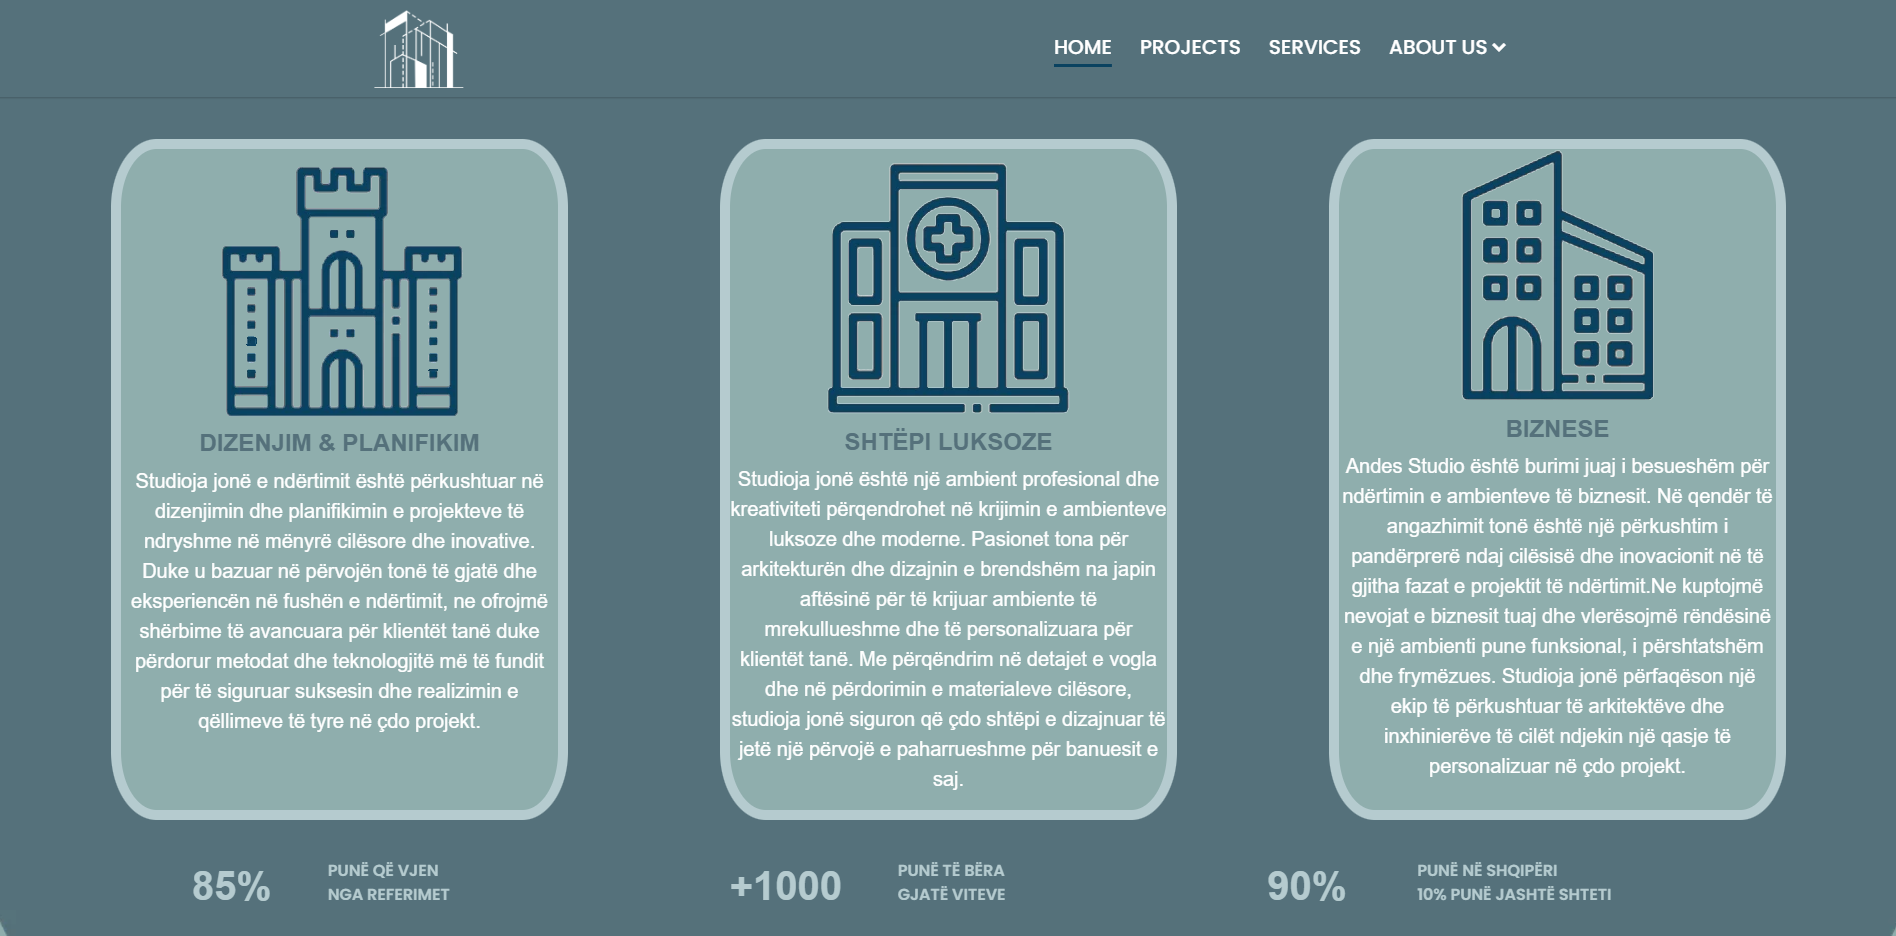 HOME PROJECTS SERVICES ABOUT US
DIZENJIM & PLANIFIKIM
Studioja jonë e ndërtimit është përkushtuar në
dizenjimin dhe planifikimin e projekteve të
ndryshme në mënyrë cilësore dhe inovative.
Duke u bazuar në përvojën tonë të gjatë dhe
eksperiencën në fushën e ndërtimit, ne ofrojmë
shërbime të avancuara për klientët tanë duke
përdorur metodat dhe teknologjitë më të fundit
për të siguruar suksesin dhe realizimin e
qëllimeve të tyre në çdo projekt.
SHTËPI LUKSOZE
Studioja jonë është një ambient profesional dhe
kreativiteti përqendrohet në krijimin e ambienteve
luksoze dhe moderne. Pasionet tona për
arkitekturën dhe dizajnin e brendshëm na japin
aftësinë për të krijuar ambiente të
mrekullueshme dhe të personalizuara për
klientët tanë. Me përqëndrim në detajet e vogla
dhe në përdorimin e materialeve cilësore,
studioja jonë siguron që çdo shtëpi e dizajnuar të
jetë një përvojë e paharrueshme për banuesit e
saj.
BIZNESE
Andes Studio është burimi juaj i besueshëm për
ndërtimin e ambienteve të biznesit. Në qendër të
angazhimit tonë është një përkushtim i
pandërprerë ndaj cilësisë dhe inovacionit në të
gjitha fazat e projektit të ndërtimit.Ne kuptojmë
nevojat e biznesit tuaj dhe vlerësojmë rëndësinë
e një ambienti pune funksional, i përshtatshëm
dhe frymëzues. Studioja jonë përfaqëson një
ekip të përkushtuar të arkitektëve dhe
inxhinierëve të cilët ndjekin një qasje të
personalizuar në çdo projekt.
85%
PUNË QË VJEN
NGA REFERIMET
+1000
PUNË TË BËRA
GJATË VITEVE
90%
PUNË NË SHQIPËRI
10% PUNË JASHTË SHTETI